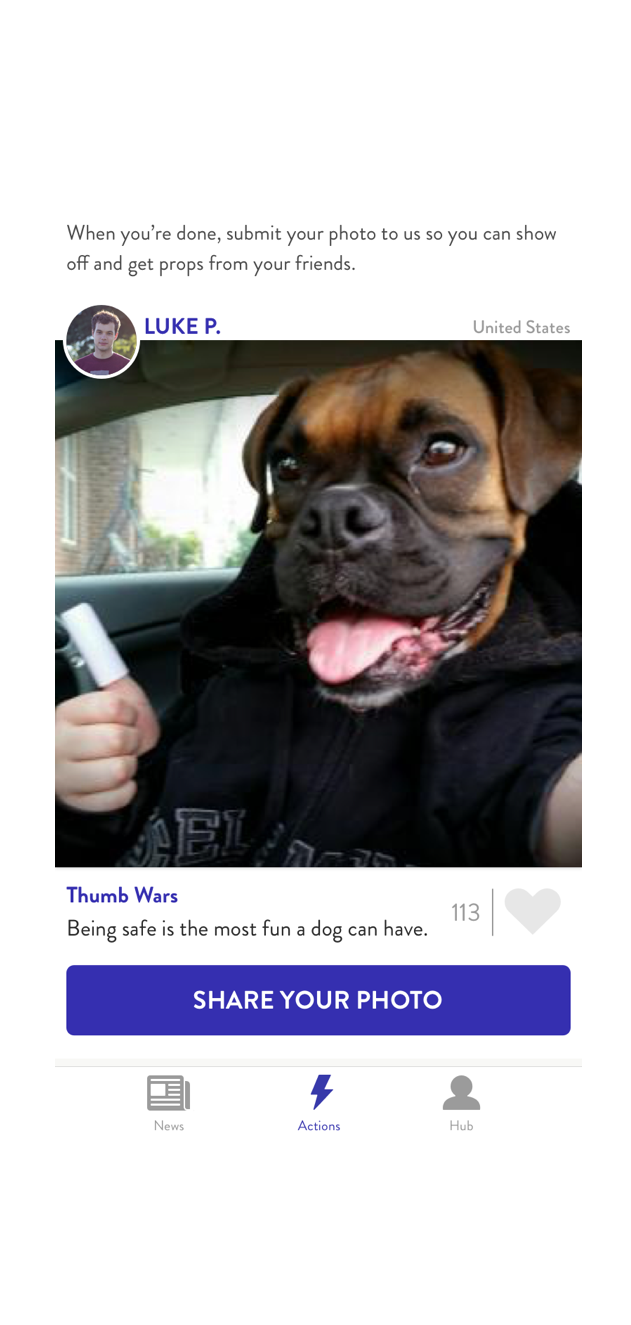 When you’re done, submit your photo to us so you can show
off and get props from your friends.
LUKE P.
United States
Thumb Wars
Being safe is the most fun a dog can have.
113
SHARE YOUR PHOTO
News
Actions
Hub